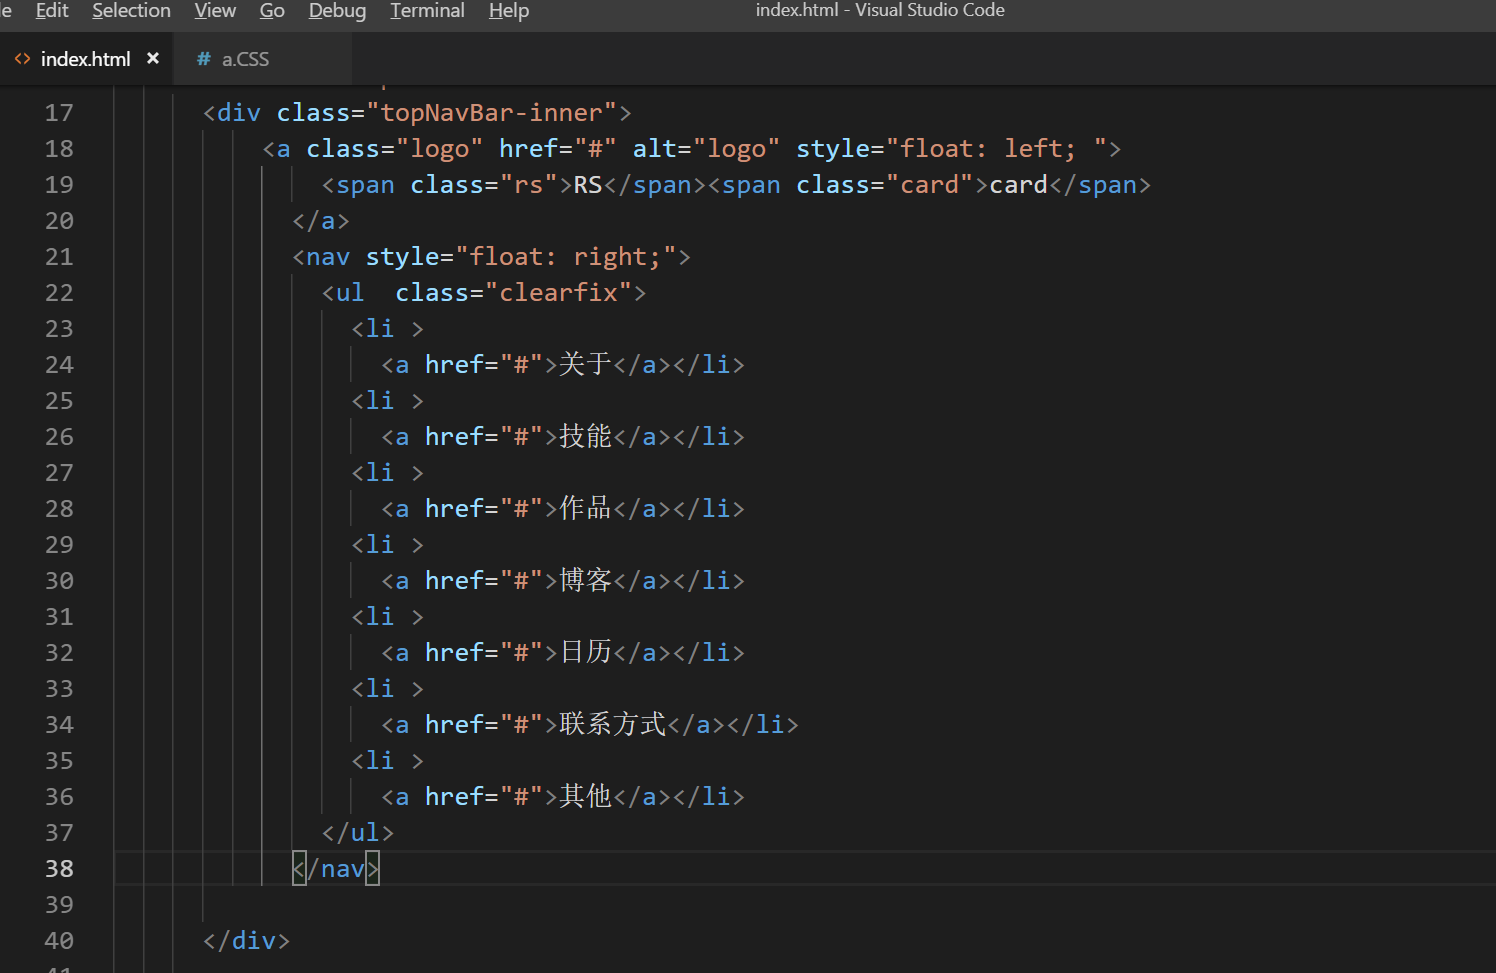 Edit Selection View Go Debug Terminal Help index.html - Visual Studio Code
index.html × # a.CSS
17 <div class="topNavBar-inner">
18 <a class="logo" href="#" alt="logo" style="float: left; ">
19 <span class="rs">RS</span><span class="card">card</span>
20 </a>
21 <nav style="float: right;">
22 <ul  class="clearfix">
23 <li >
24 <a href="#">关于</a></li>
25 <li >
26 <a href="#">技能</a></li>
27 <li >
28 <a href="#">作品</a></li>
29 <li >
30 <a href="#">博客</a></li>
31 <li >
32 <a href="#">日历</a></li>
33 <li >
34 <a href="#">联系方式</a></li>
35 <li >
36 <a href="#">其他</a></li>
37 </ul>
38 </nav>
39
40 </div>